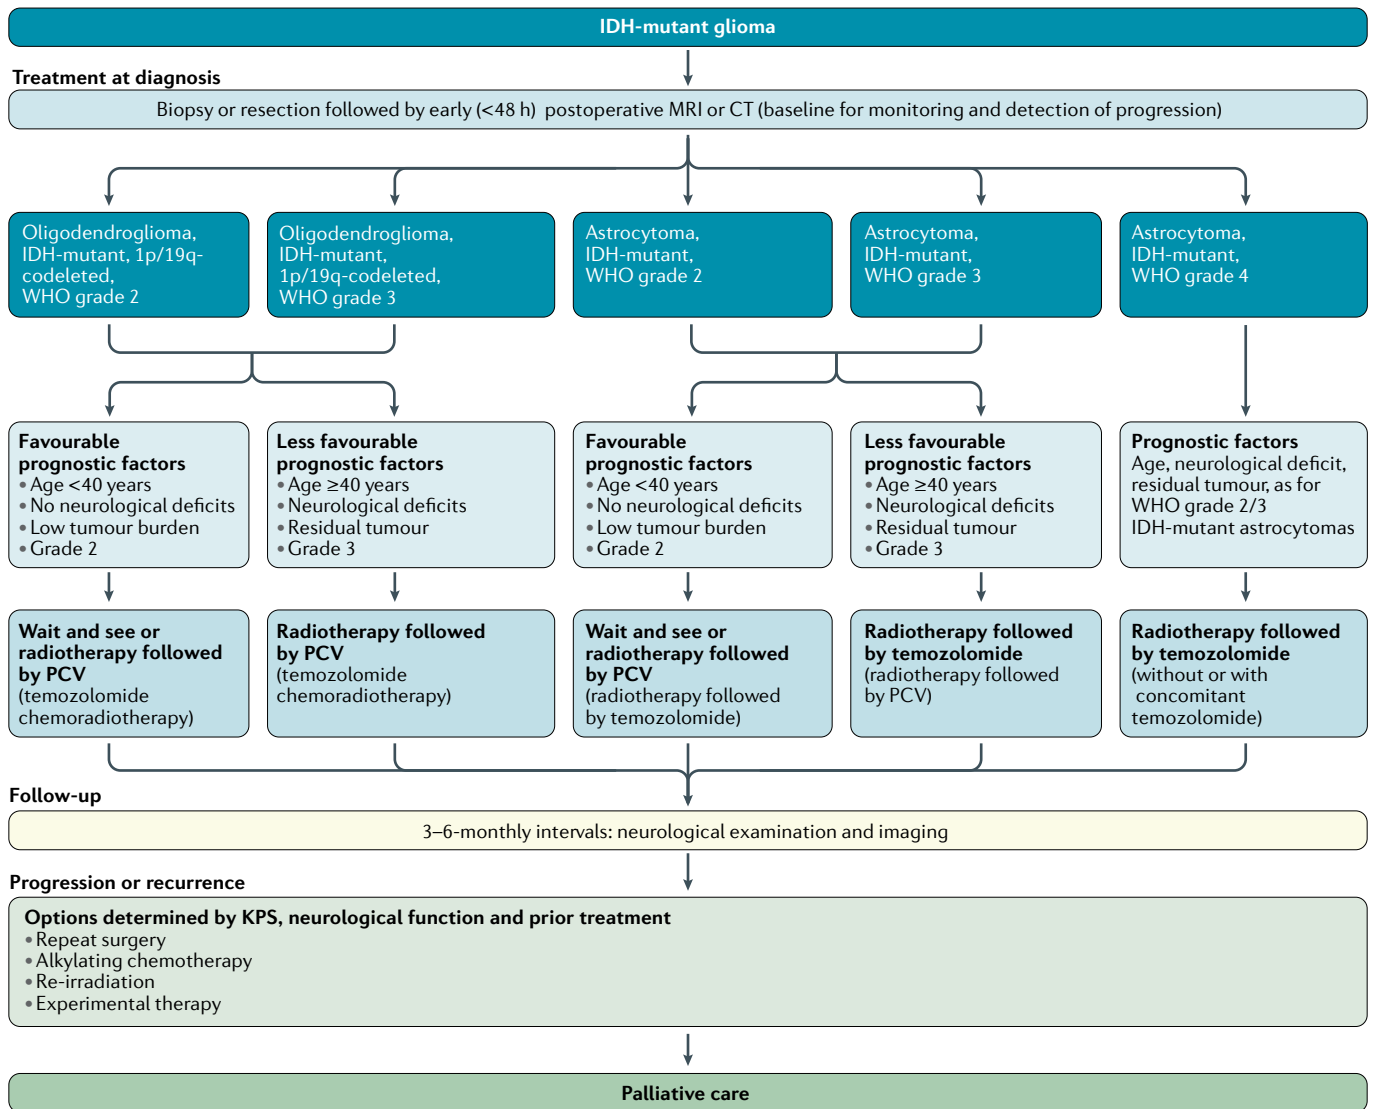 IDH-mutant glioma
Treatment at diagnosis
Biopsy or resection followed by early (<48 h) postoperative MRI or CT (baseline for monitoring and detection of progression)
Oligodendroglioma,
IDH-mutant, 1p/19q-
codeleted,
WHO grade 2
Oligodendroglioma,
IDH-mutant,
1p/19q-codeleted,
WHO grade 3
Astrocytoma,
IDH-mutant,
WHO grade 2
Astrocytoma,
IDH-mutant,
WHO grade 3
Astrocytoma,
IDH-mutant,
WHO grade 4
Favourable
prognostic factors
• Age <40 years
• No neurological deficits
• Low tumour burden
• Grade 2
Less favourable
prognostic factors
• Age ≥40 years
• Neurological deficits
• Residual tumour
• Grade 3
Favourable
prognostic factors
• Age <40 years
• No neurological deficits
• Low tumour burden
• Grade 2
Less favourable
prognostic factors
• Age ≥40 years
• Neurological deficits
• Residual tumour
• Grade 3
Prognostic factors
Age, neurological deficit,
residual tumour, as for
WHO grade 2/3
IDH-mutant astrocytomas
Wait and see or
radiotherapy followed
by PCV
(temozolomide
chemoradiotherapy)
Radiotherapy followed
by PCV
(temozolomide
chemoradiotherapy)
Wait and see or
radiotherapy followed
by PCV
(radiotherapy followed
by temozolomide)
Radiotherapy followed
by temozolomide
(radiotherapy followed
by PCV)
Radiotherapy followed
by temozolomide
(without or with
concomitant
temozolomide)
Follow-up
3–6-monthly intervals: neurological examination and imaging
Progression or recurrence
Options determined by KPS, neurological function and prior treatment
• Repeat surgery
• Alkylating chemotherapy
• Re-irradiation
• Experimental therapy
Palliative care